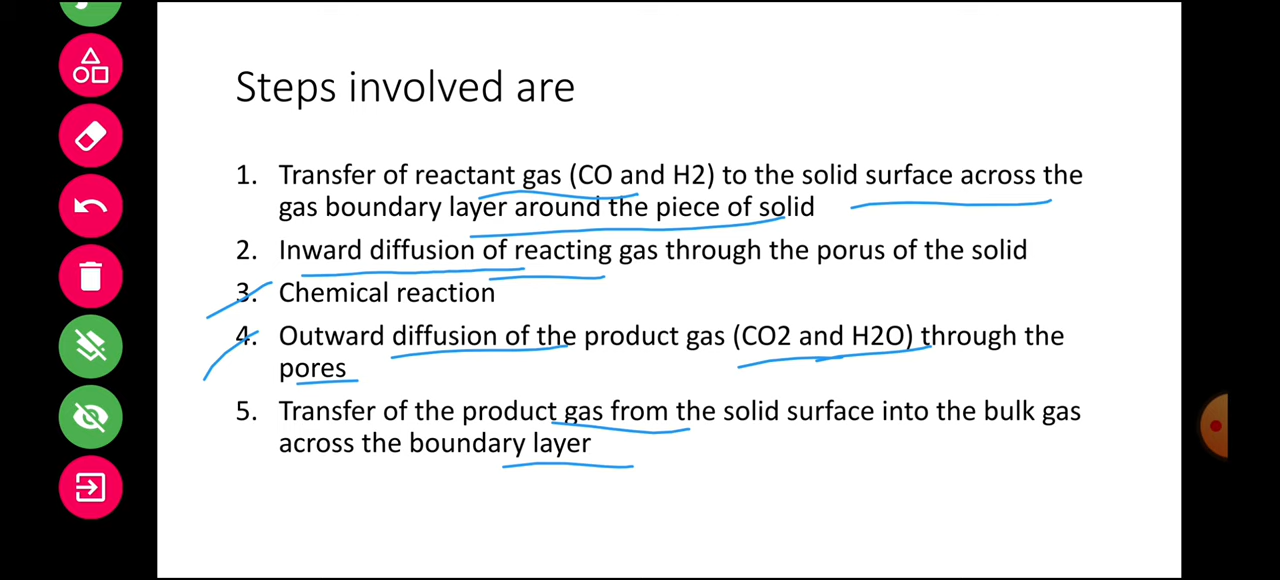 Steps involved are
1. Transfer of reactant gas (CO and H2) to the solid surface across the
gas boundary layer around the piece of solid
2. Inward diffusion of reacting gas through the porus of the solid
3. Chemical reaction
4. Outward diffusion of the product gas (CO2 and H2O) through the
pores
5. Transfer of the product gas from the solid surface into the bulk gas
across the boundary layer